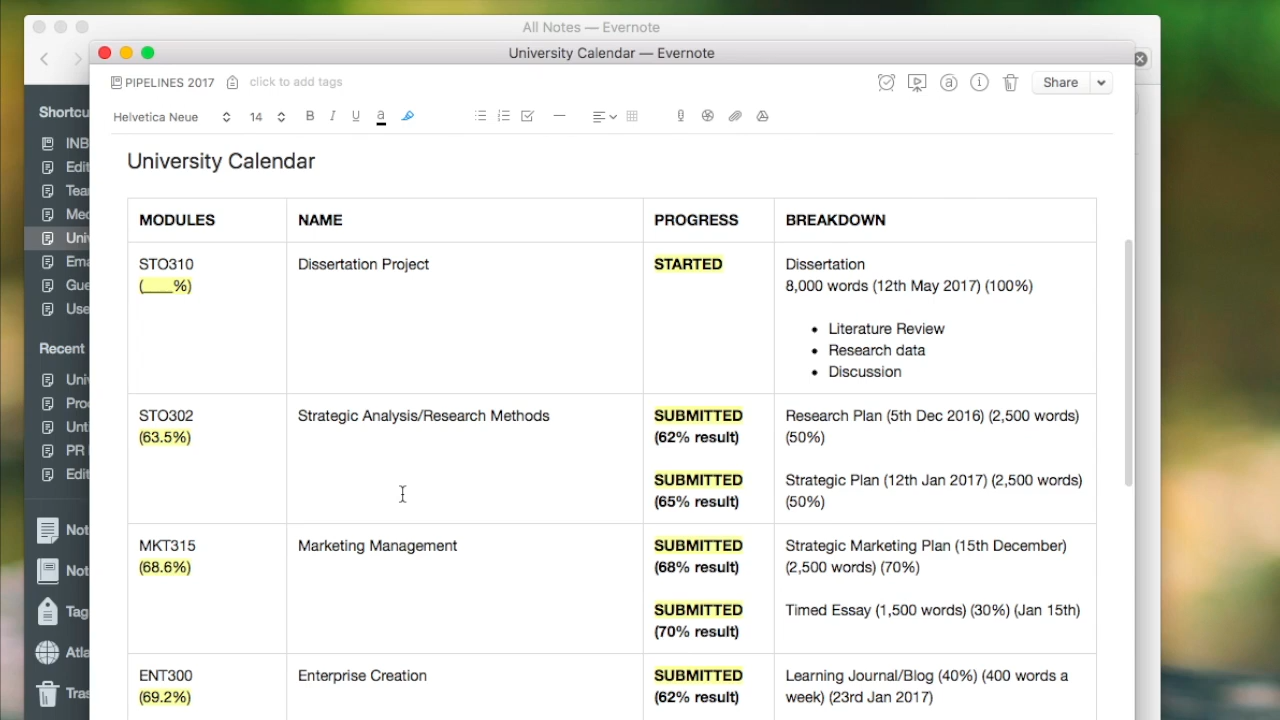 All Notes — Evernote
University Calendar — Evernote
PIPELINES 2017 click to add tags
Share
Helvetica Neue 14 B I U a
Shortcu
INB
Edit
Tea
Med
Univ
Ema
Gue
Use
Recent
Univ
Proc
Unti
PR
Edit
Not
Not
Tag
Atla
Tras
University Calendar
MODULES NAME PROGRESS BREAKDOWN
STO310 Dissertation Project STARTED Dissertation
(____%) 8,000 words (12th May 2017) (100%)
• Literature Review
• Research data
• Discussion
STO302 Strategic Analysis/Research Methods SUBMITTED Research Plan (5th Dec 2016) (2,500 words)
(63.5%) (62% result) (50%)
SUBMITTED Strategic Plan (12th Jan 2017) (2,500 words)
(65% result) (50%)
MKT315 Marketing Management SUBMITTED Strategic Marketing Plan (15th December)
(68.6%) (68% result) (2,500 words) (70%)
SUBMITTED Timed Essay (1,500 words) (30%) (Jan 15th)
(70% result)
ENT300 Enterprise Creation SUBMITTED Learning Journal/Blog (40%) (400 words a
(69.2%) (62% result) week) (23rd Jan 2017)